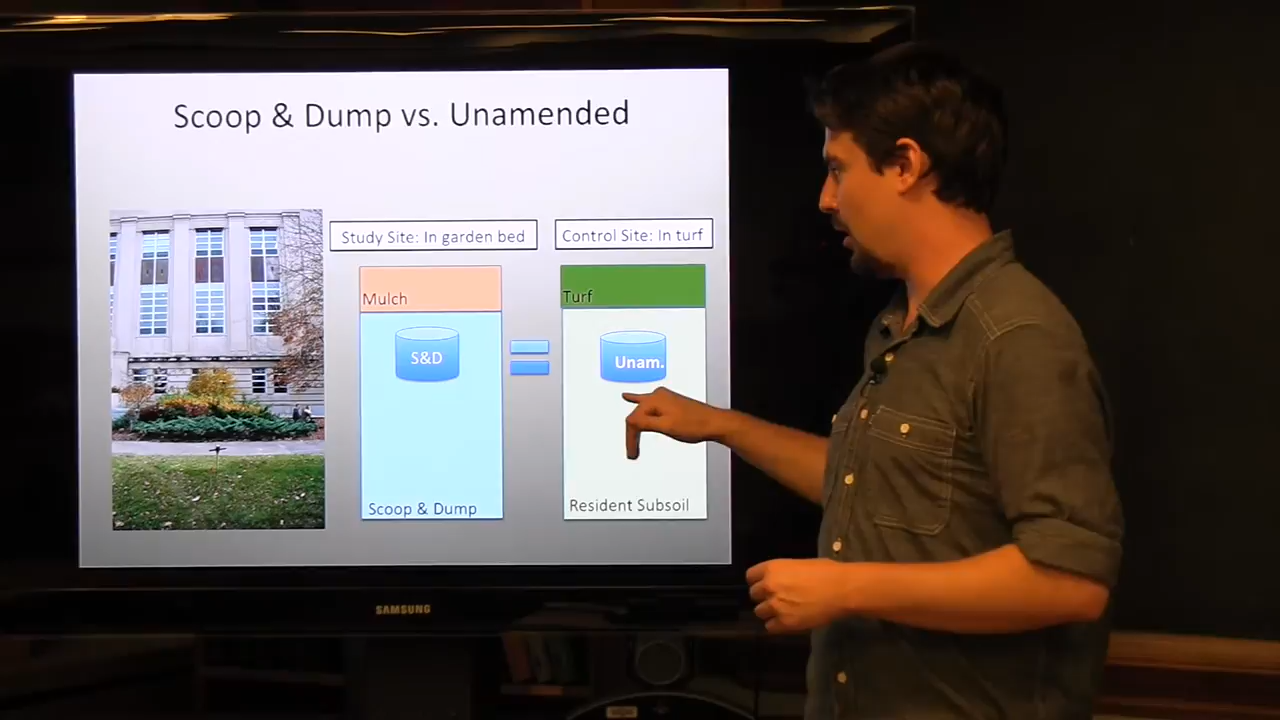 Scoop & Dump vs. Unamended
Study Site: In garden bed
Control Site: In turf
Mulch
Turf
S&D
Unam.
Scoop & Dump
Resident Subsoil
SAMSUNG